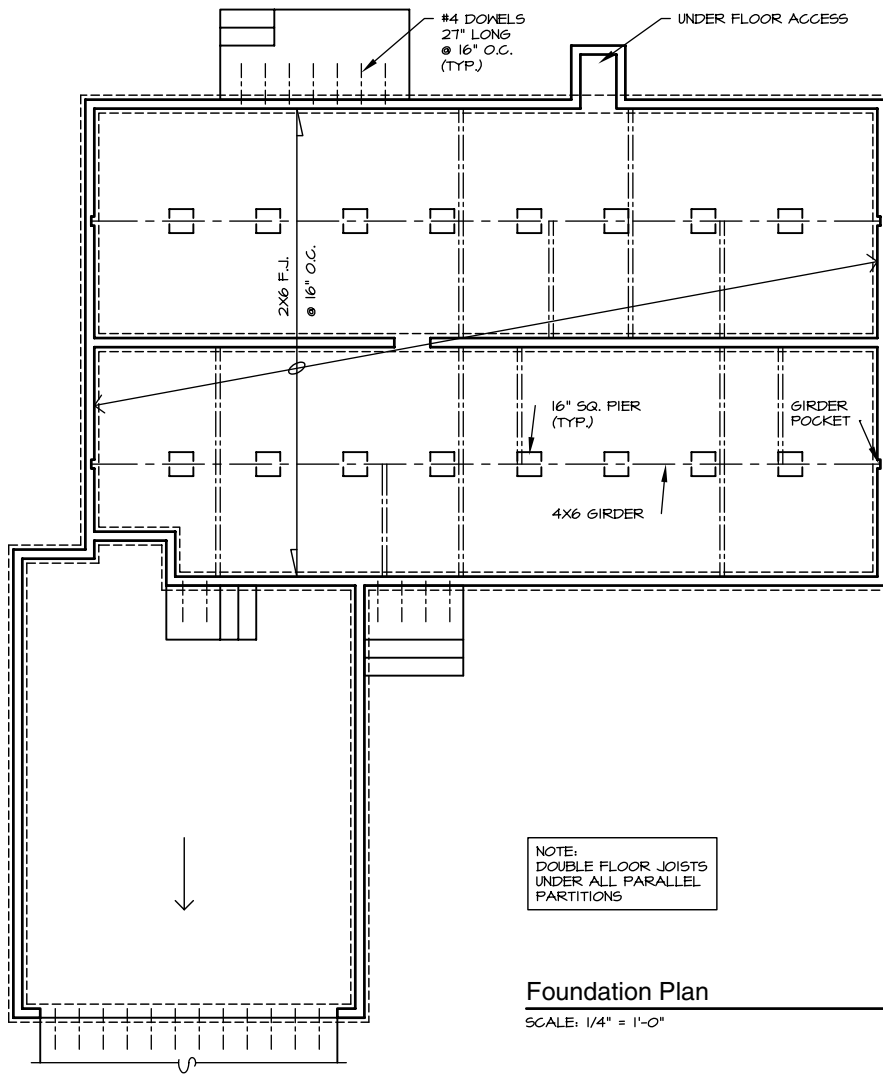 #4 DOWELS
27" LONG
@ 16" O.C.
(TYP.)
UNDER FLOOR ACCESS
2X6 F.J.
@ 16" O.C.
16" SQ. PIER
(TYP.)
GIRDER
POCKET
4X6 GIRDER
NOTE:
DOUBLE FLOOR JOISTS
UNDER ALL PARALLEL
PARTITIONS
Foundation Plan
SCALE: 1/4" = 1'-0"